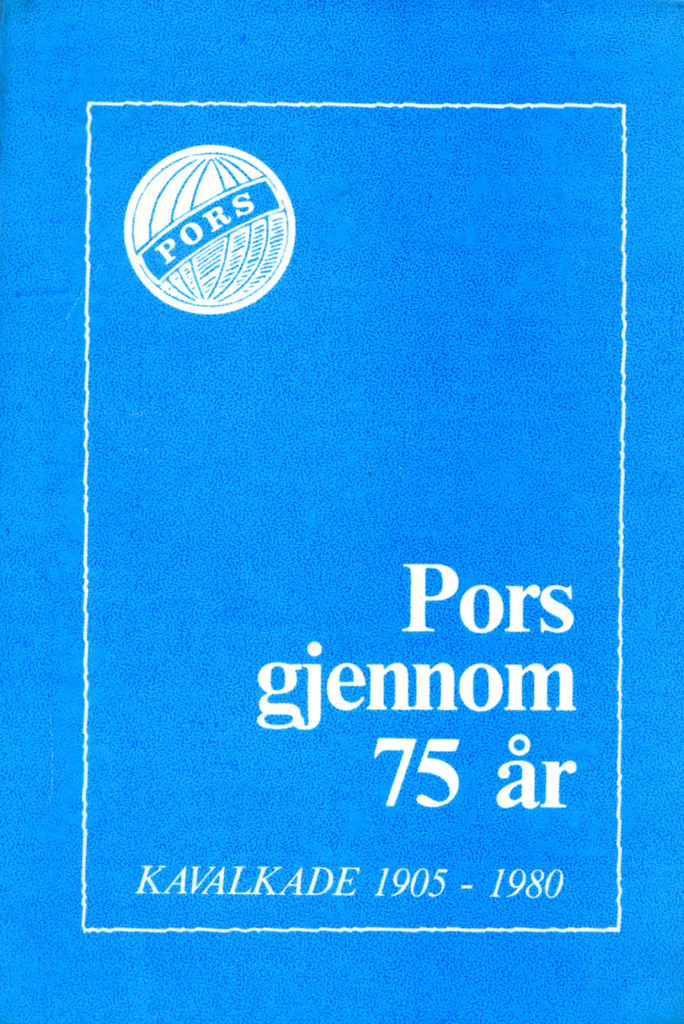 PORS
Pors
gjennom
75 år
KAVALKADE 1905 - 1980